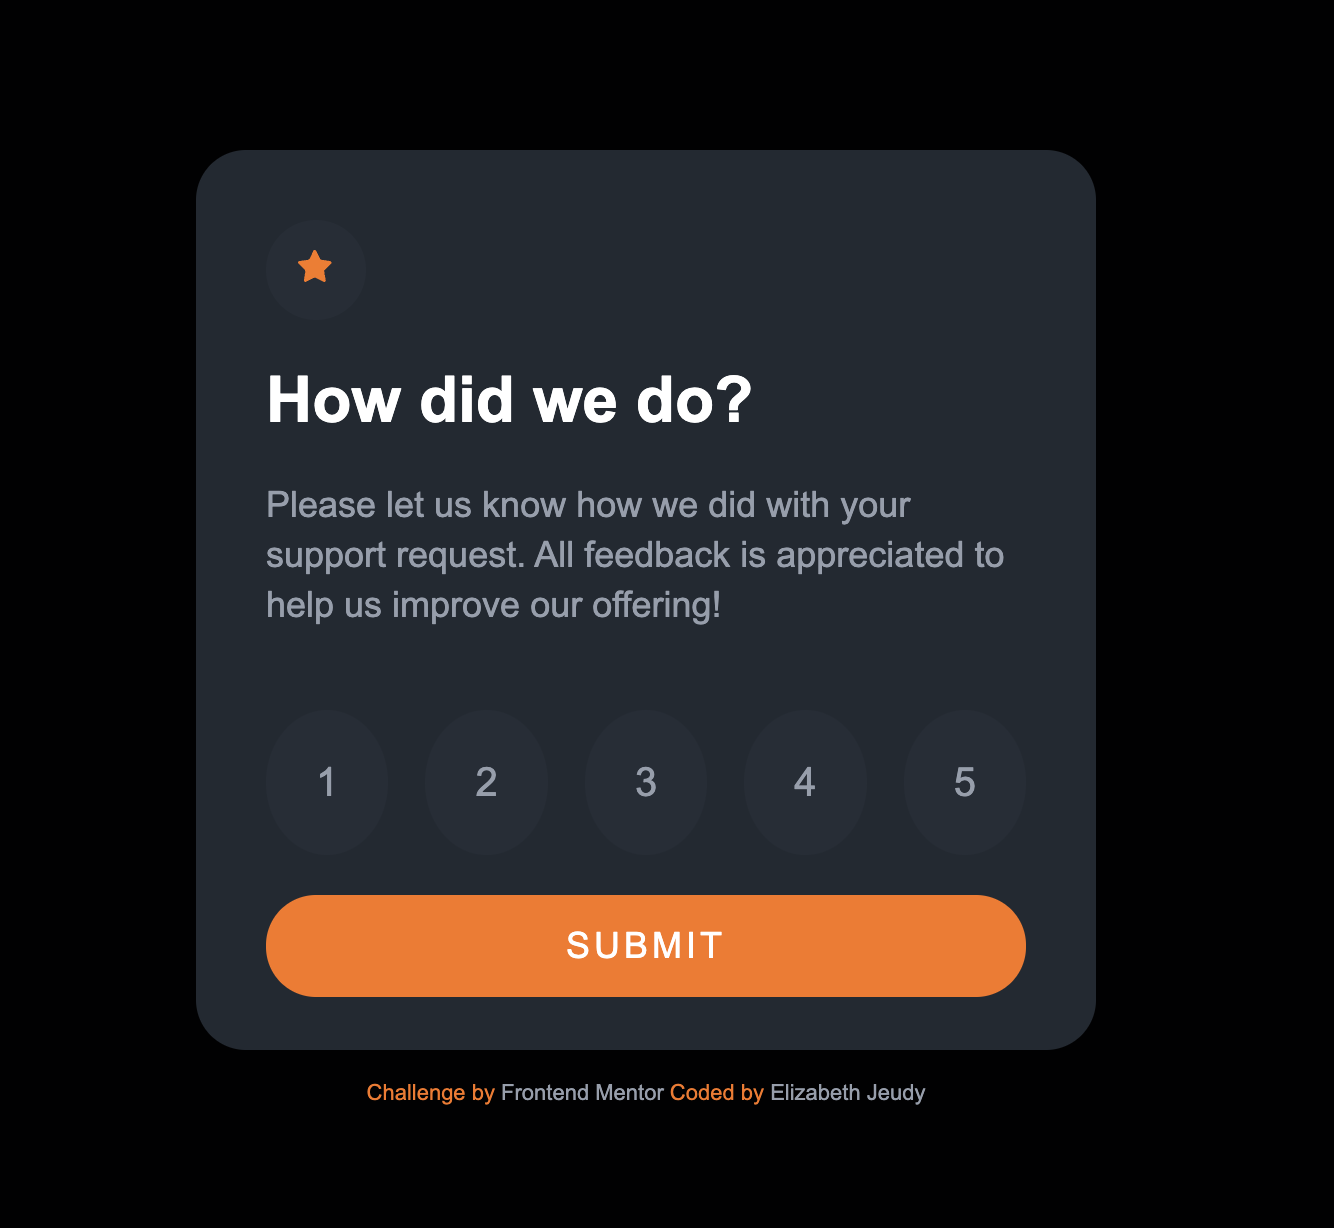 How did we do?
Please let us know how we did with your
support request. All feedback is appreciated to
help us improve our offering!
1 2 3 4 5
SUBMIT
Challenge by Frontend Mentor Coded by Elizabeth Jeudy